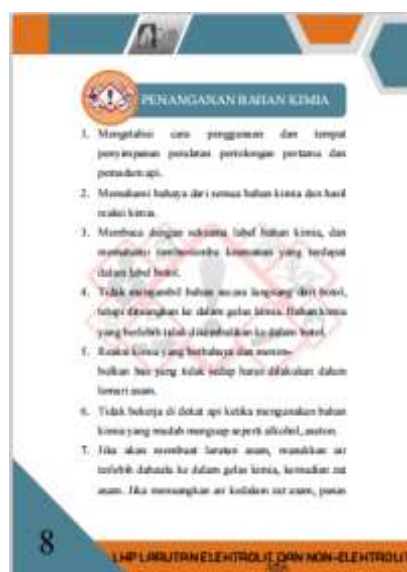 PENANGANAN BAHAN KIMIA
1. Mengetahui cara penggunaan dan tempat
penyimpanan peralatan pertolongan pertama dan
pemadam api.
2. Memahami bahaya dari semua bahan kimia dan hasil
reaksi kimia.
3. Membaca dengan seksama label bahan kimia, dan
memahami keamanan yang terdapat
dalam label botol.
4. Tidak mengambil bahan secara langsung dari botol,
tetapi dituangkan ke dalam gelas kimia. Bahan kimia
yang berlebih tidak dikembalikan ke dalam botol.
5. Reaksi kimia yang berbahaya dan menim-
bulkan bau yang tidak sedap harus dilakukan dalam
lemari asam.
6. Tidak bekerja di dekat api ketika mengunakan bahan
kimia yang mudah menguap seperti alkohol, aseton.
7. Jika akan membuat larutan asam, masukkan air
terlebih dahulu ke dalam gelas kimia, kemudian zat
asam. Jika menuangkan air kedalam zat asam, panas
8
LKP LARUTAN ELEKTROLIT DAN NON-ELEKTROLIT